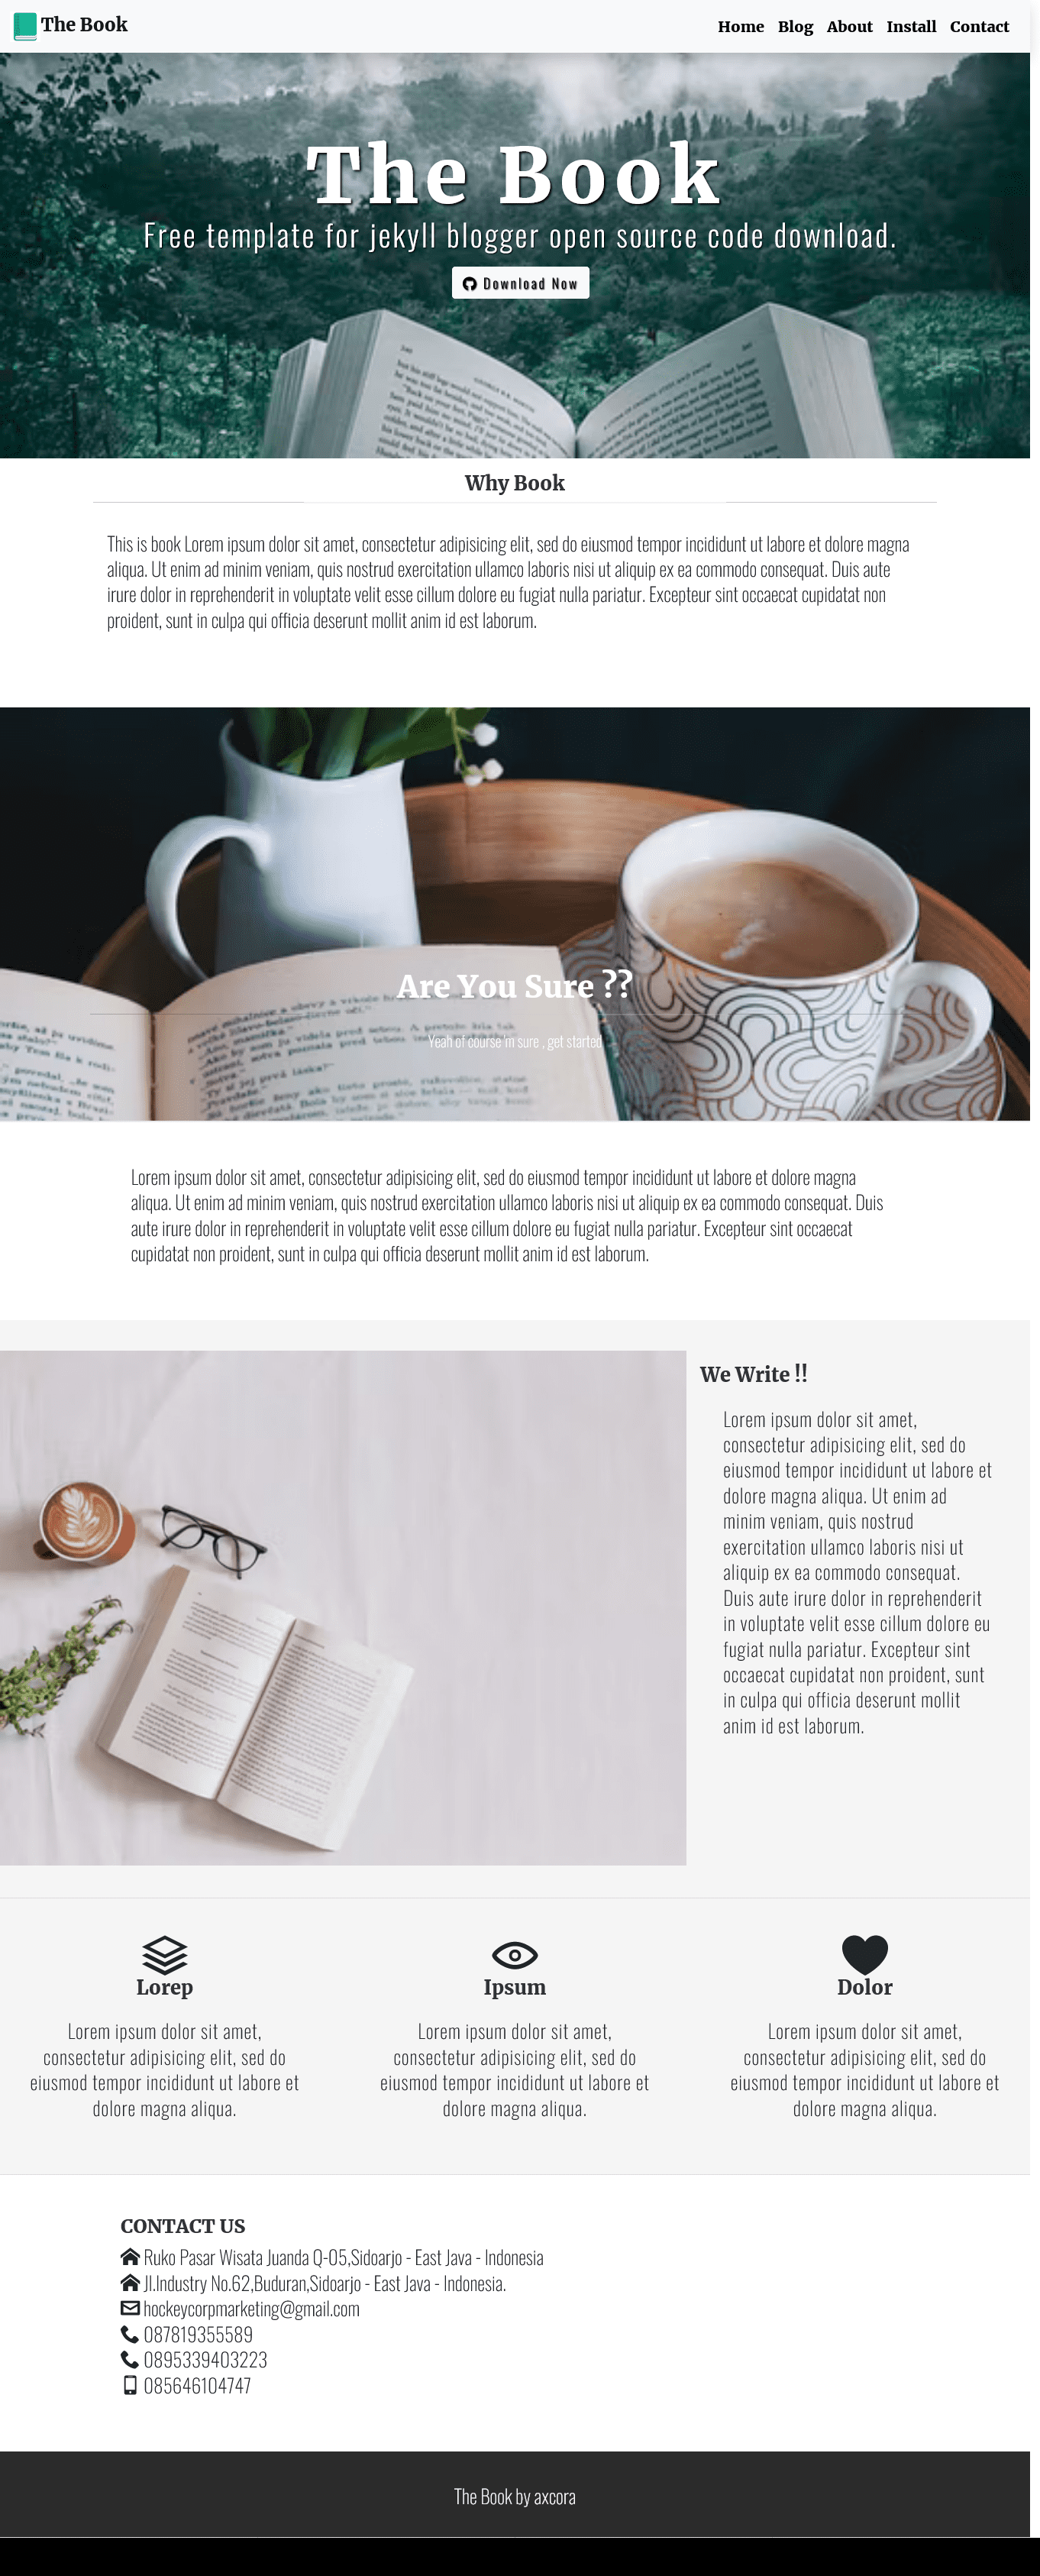 The Book
Home Blog About Install Contact
The Book
Free template for jekyll blogger open source code download.
Download Now
Why Book
This is book Lorem ipsum dolor sit amet, consectetur adipisicing elit, sed do eiusmod tempor incididunt ut labore et dolore magna
aliqua. Ut enim ad minim veniam, quis nostrud exercitation ullamco laboris nisi ut aliquip ex ea commodo consequat. Duis aute
irure dolor in reprehenderit in voluptate velit esse cillum dolore eu fugiat nulla pariatur. Excepteur sint occaecat cupidatat non
proident, sunt in culpa qui officia deserunt mollit anim id est laborum.
Are You Sure ??
Yeah of course 'm sure , get started
Lorem ipsum dolor sit amet, consectetur adipisicing elit, sed do eiusmod tempor incididunt ut labore et dolore magna
aliqua. Ut enim ad minim veniam, quis nostrud exercitation ullamco laboris nisi ut aliquip ex ea commodo consequat. Duis
aute irure dolor in reprehenderit in voluptate velit esse cillum dolore eu fugiat nulla pariatur. Excepteur sint occaecat
cupidatat non proident, sunt in culpa qui officia deserunt mollit anim id est laborum.
We Write !!
Lorem ipsum dolor sit amet,
consectetur adipisicing elit, sed do
eiusmod tempor incididunt ut labore et
dolore magna aliqua. Ut enim ad
minim veniam, quis nostrud
exercitation ullamco laboris nisi ut
aliquip ex ea commodo consequat.
Duis aute irure dolor in reprehenderit
in voluptate velit esse cillum dolore eu
fugiat nulla pariatur. Excepteur sint
occaecat cupidatat non proident, sunt
in culpa qui officia deserunt mollit
anim id est laborum.
Lorep
Lorem ipsum dolor sit amet,
consectetur adipisicing elit, sed do
eiusmod tempor incididunt ut labore et
dolore magna aliqua.
Ipsum
Lorem ipsum dolor sit amet,
consectetur adipisicing elit, sed do
eiusmod tempor incididunt ut labore et
dolore magna aliqua.
Dolor
Lorem ipsum dolor sit amet,
consectetur adipisicing elit, sed do
eiusmod tempor incididunt ut labore et
dolore magna aliqua.
CONTACT US
Ruko Pasar Wisata Juanda Q-05,Sidoarjo - East Java - Indonesia
Jl.Industry No.62,Buduran,Sidoarjo - East Java - Indonesia.
hockeycorpmarketing@gmail.com
087819355589
0895339403223
085646104747
The Book by axcora